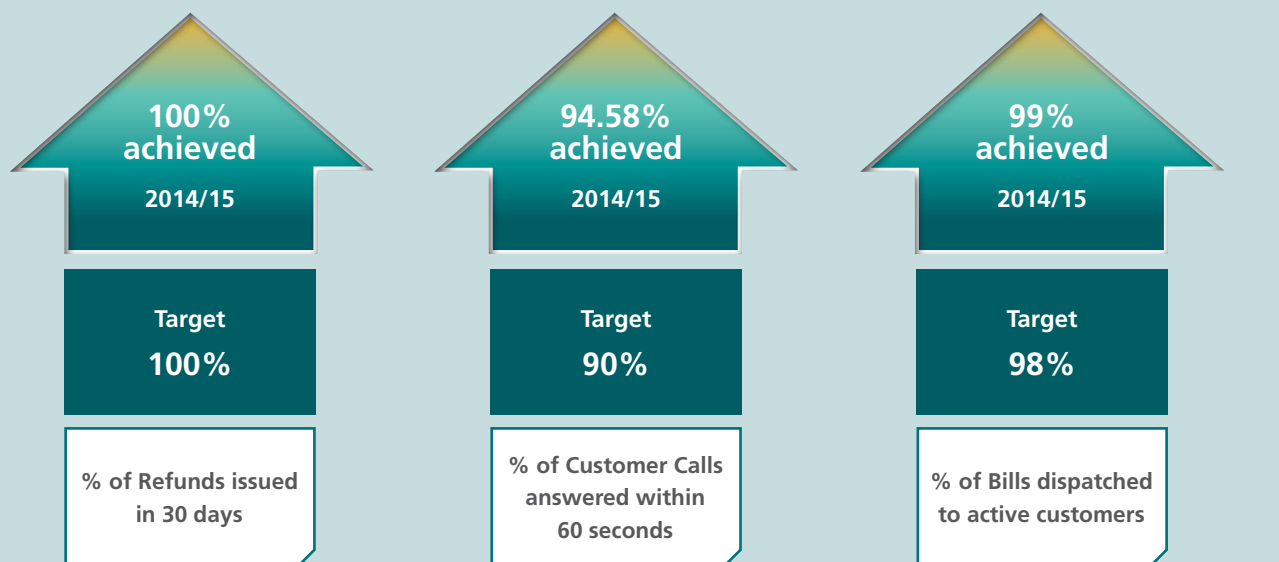 100%
achieved
2014/15
Target
100%
% of Refunds issued
in 30 days
94.58%
achieved
2014/15
Target
90%
% of Customer Calls
answered within
60 seconds
99%
achieved
2014/15
Target
98%
% of Bills dispatched
to active customers